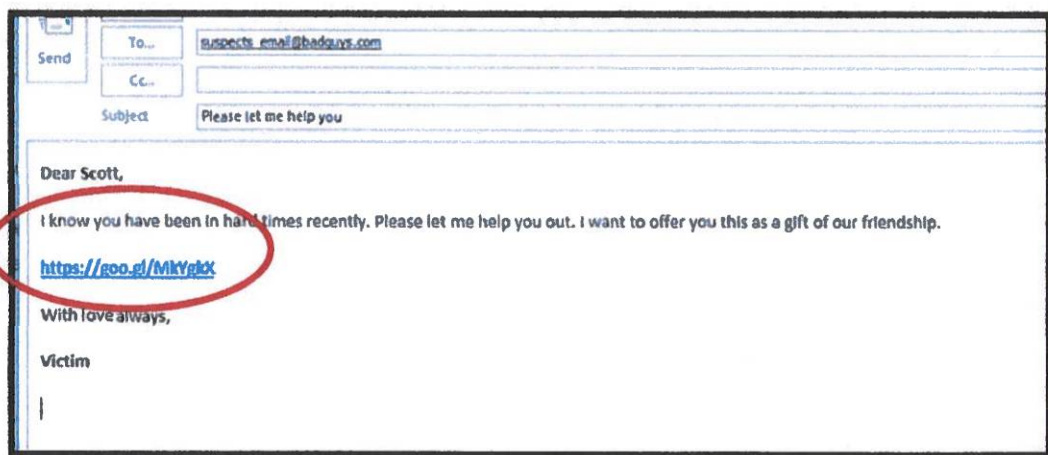 Send
To...
suspects_email@badguys.com
Cc...
Subject
Please let me help you
Dear Scott,
I know you have been in hard times recently. Please let me help you out. I want to offer you this as a gift of our friendship.
https://goo.gl/MkYgkX
With love always,
Victim